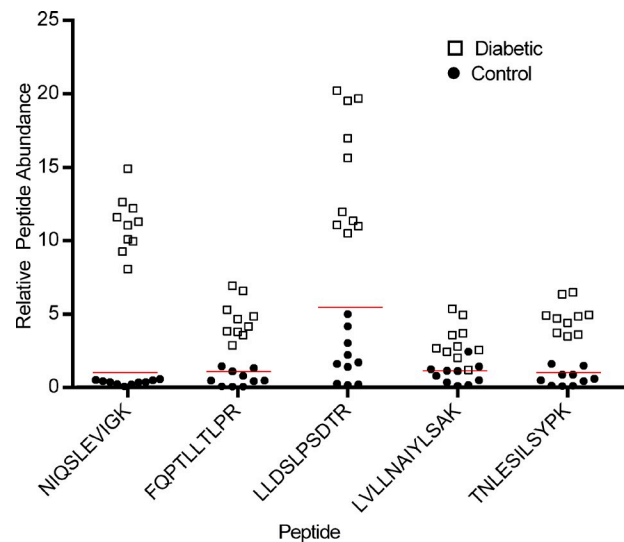 25
20
15
10
5
0
Relative Peptide Abundance
Diabetic
Control
NIQSLEVIGK
FQPTLLTLPR
LLDSLPSDTR
LVLLNAIYLSAK
TNLESILSYPK
Peptide